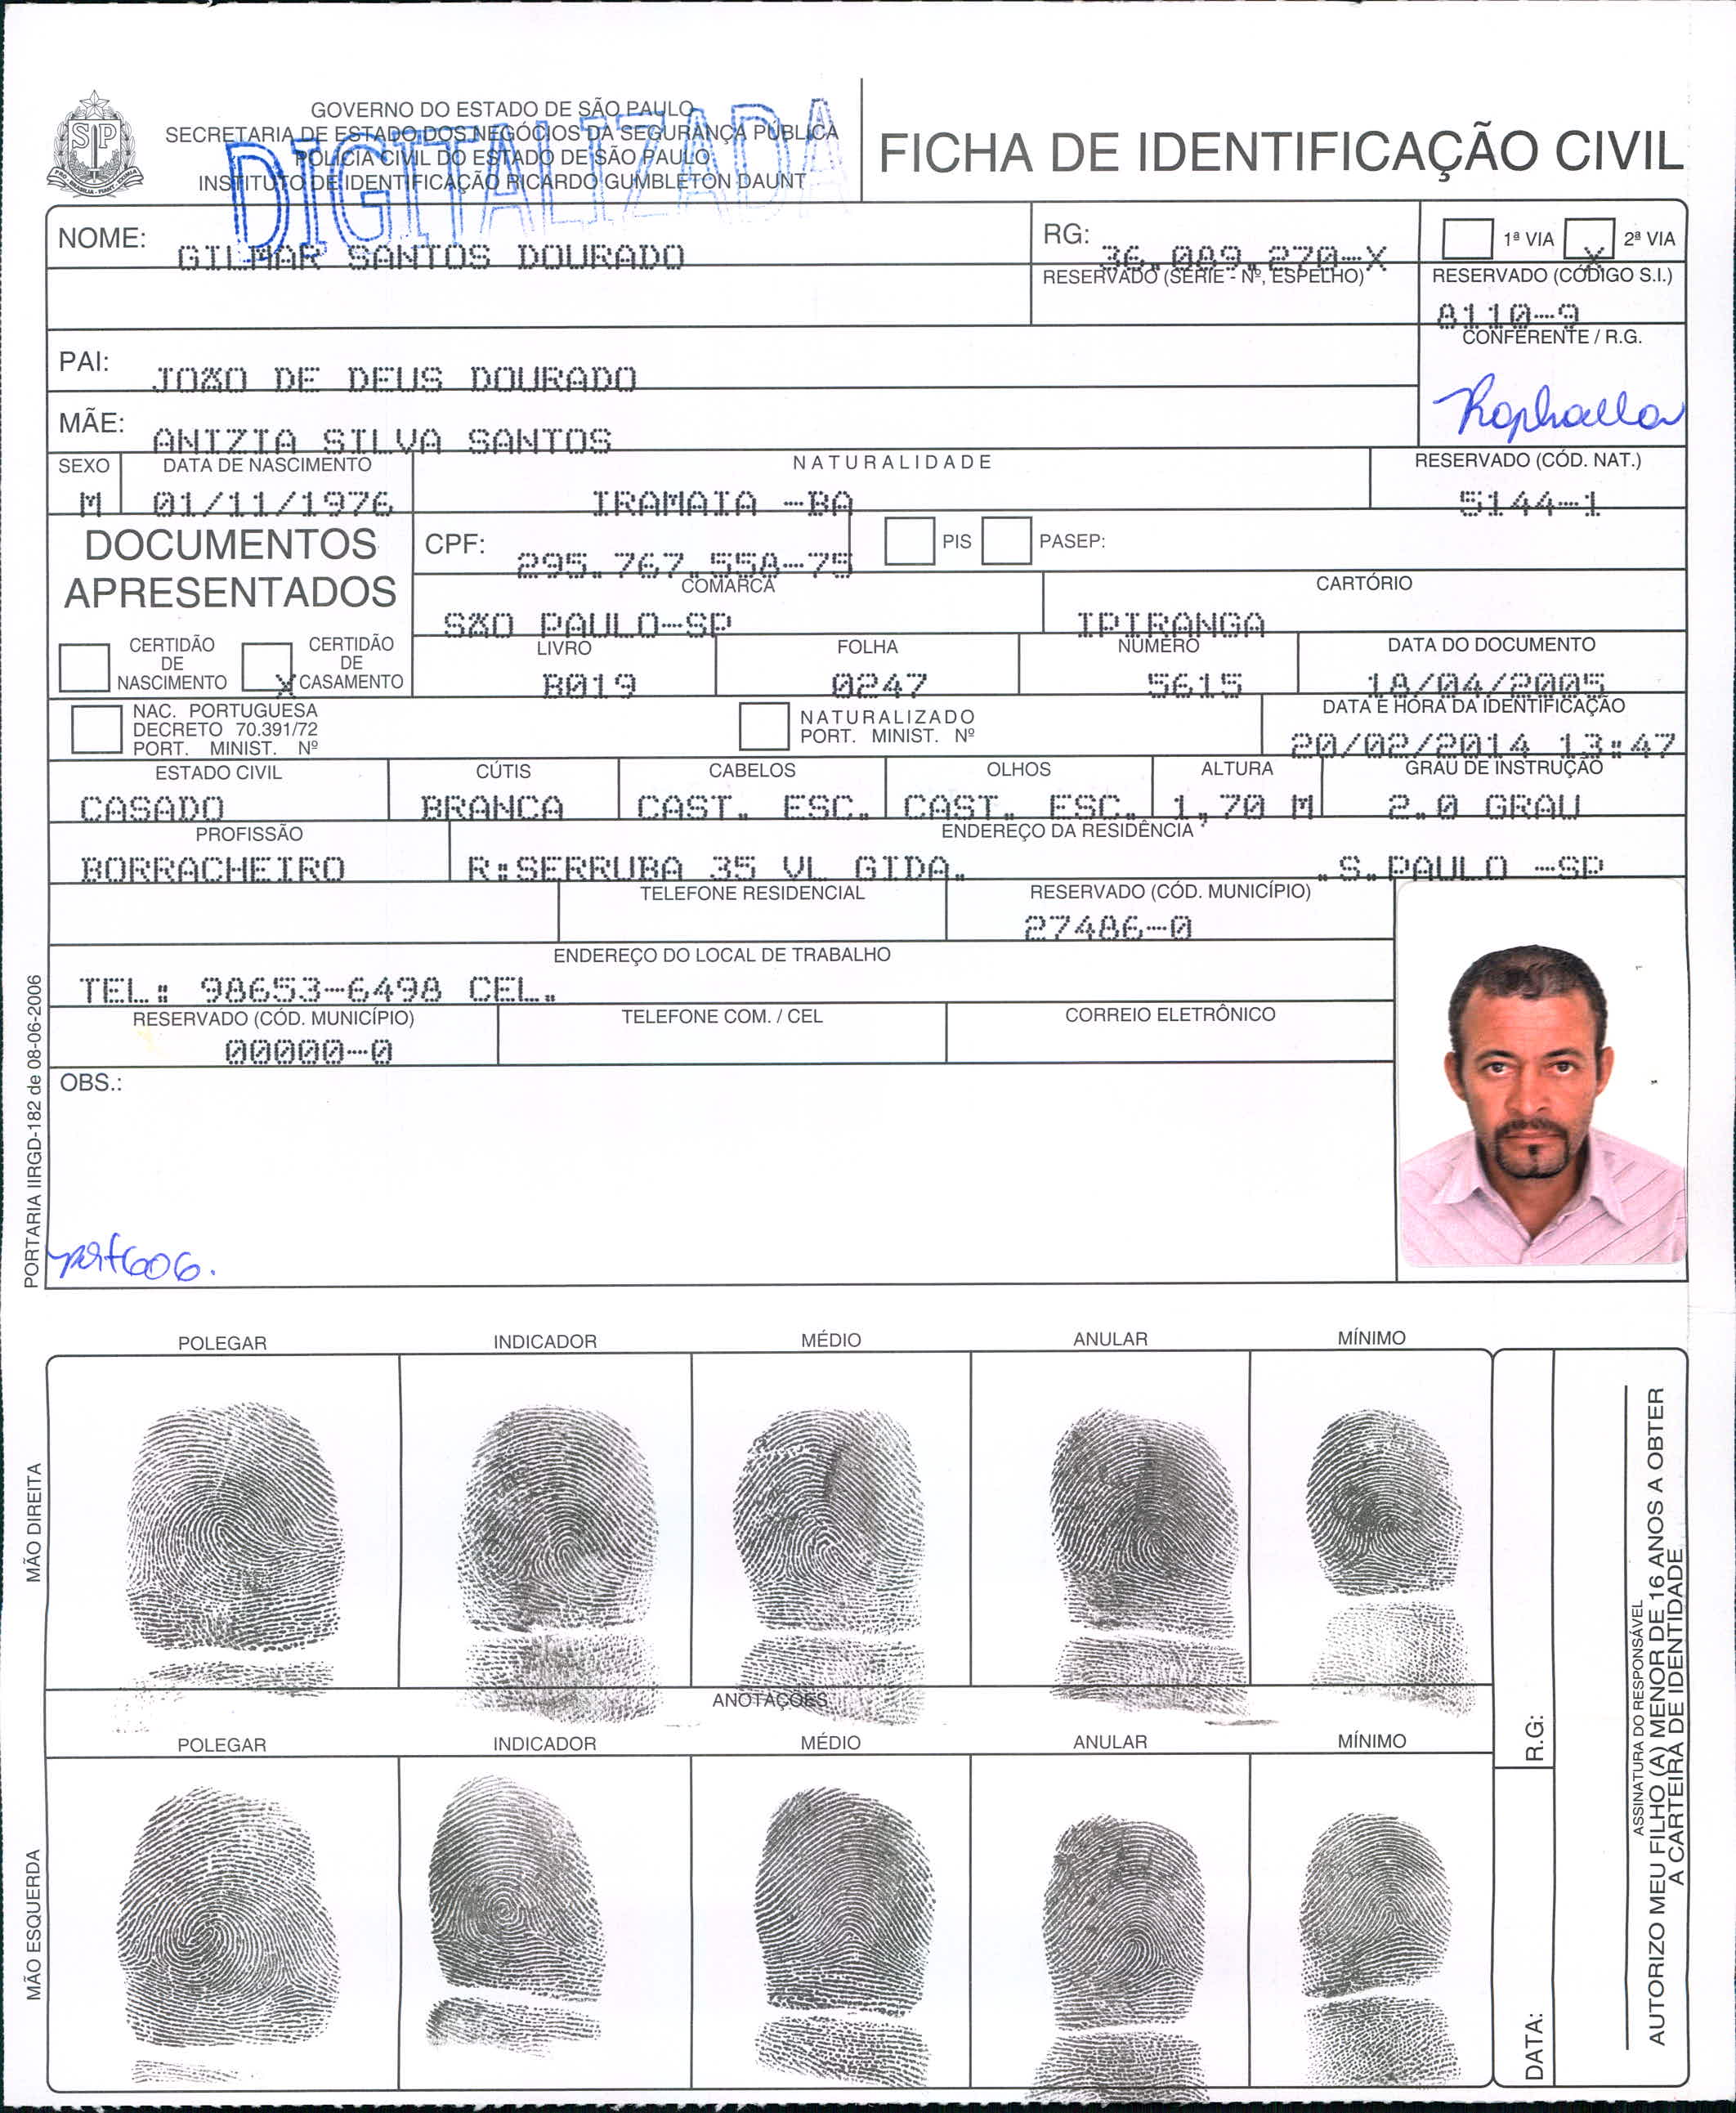 GOVERNO DO ESTADO DE SÃO PAULO
SECRETARIA DE ESTADO DOS NEGÓCIOS DA SEGURANÇA PÚBLICA
POLÍCIA CIVIL DO ESTADO DE SÃO PAULO
INSTITUTO DE IDENTIFICAÇÃO RICARDO GUMBLETON DAUNT
DIGITALIZADA
FICHA DE IDENTIFICAÇÃO CIVIL
NOME: GILMAR SANTOS DOURADO
RG: 36.089.270-X
1ª VIA X 2ª VIA
RESERVADO (SÉRIE - Nº, ESPELHO)
RESERVADO (CÓDIGO S.I.)
8110-9
PAI: JOÃO DE DEUS DOURADO
CONFERENTE / R.G.
Raphaella
MÃE: ANIZIA SILVA SANTOS
SEXO DATA DE NASCIMENTO NATURALIDADE RESERVADO (CÓD. NAT.)
M 01/11/1976 IRAMAIA -BA 5144-1
DOCUMENTOS APRESENTADOS
CPF: 295.767.558-75 PIS PASEP:
COMARCA CARTÓRIO
SÃO PAULO-SP IPIRANGA
CERTIDÃO DE NASCIMENTO X CERTIDÃO DE CASAMENTO
LIVRO FOLHA NÚMERO DATA DO DOCUMENTO
B019 0247 5615 18/04/2005
NAC. PORTUGUESA
DECRETO 70.391/72
PORT. MINIST. Nº
NATURALIZADO
PORT. MINIST. Nº
DATA E HORA DA IDENTIFICAÇÃO
20/02/2014 13:47
ESTADO CIVIL CÚTIS CABELOS OLHOS ALTURA GRAU DE INSTRUÇÃO
CASADO BRANCA CAST. ESC. CAST. ESC. 1,70 M 2.0 GRAU
PROFISSÃO ENDEREÇO DA RESIDÊNCIA
BORRACHEIRO R:SERRUBA 35 VL GIDA. .S.PAULO -SP
TELEFONE RESIDENCIAL RESERVADO (CÓD. MUNICÍPIO)
27486-0
ENDEREÇO DO LOCAL DE TRABALHO
TEL: 98653-6498 CEL.
RESERVADO (CÓD. MUNICÍPIO) TELEFONE COM. / CEL CORREIO ELETRÔNICO
00000-0
OBS.:
PORTARIA IIRGD-182 de 08-06-2006
POLEGAR INDICADOR MÉDIO ANULAR MÍNIMO
MÃO DIREITA
ANOTAÇÕES
POLEGAR INDICADOR MÉDIO ANULAR MÍNIMO
MÃO ESQUERDA
R.G:
DATA:
ASSINATURA DO RESPONSÁVEL
AUTORIZO MEU FILHO (A) MENOR DE 16 ANOS A OBTER
A CARTEIRA DE IDENTIDADE